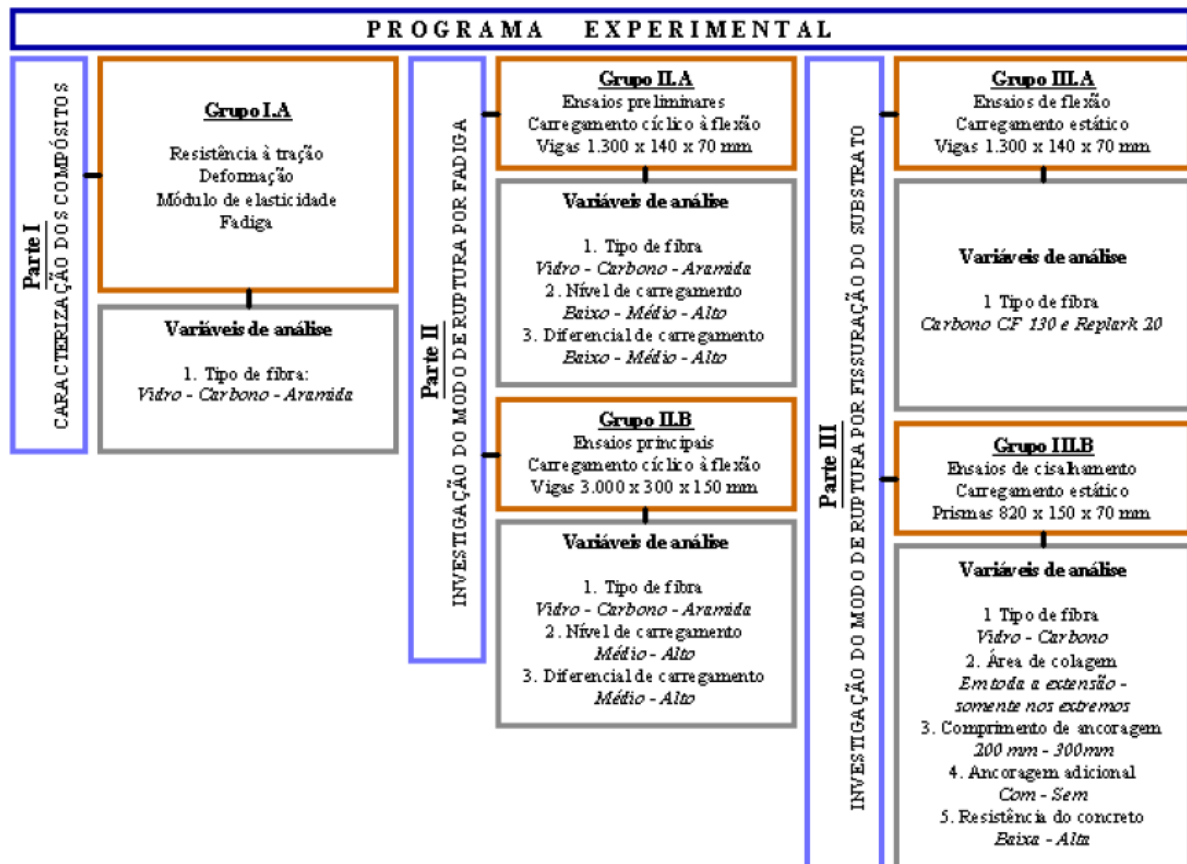 PROGRAMA EXPERIMENTAL
Parte I
CARACTERIZAÇÃO DOS COMPÓSITOS
Grupo I.A
Resistência à tração
Deformação
Módulo de elasticidade
Fadiga
Variáveis de análise
1. Tipo de fibra:
Vidro - Carbono - Aramida
Parte II
INVESTIGAÇÃO DO MODO DE RUPTURA POR FADIGA
Grupo II.A
Ensaios preliminares
Carregamento cíclico à flexão
Vigas 1.300 x 140 x 70 mm
Variáveis de análise
1. Tipo de fibra
Vidro - Carbono - Aramida
2. Nível de carregamento
Baixo - Médio - Alto
3. Diferencial de carregamento
Baixo - Médio - Alto
Grupo II.B
Ensaios principais
Carregamento cíclico à flexão
Vigas 3.000 x 300 x 150 mm
Variáveis de análise
1. Tipo de fibra
Vidro - Carbono - Aramida
2. Nível de carregamento
Médio - Alto
3. Diferencial de carregamento
Médio - Alto
Parte III
INVESTIGAÇÃO DO MODO DE RUPTURA POR FISSURAÇÃO DO SUBSTRATO
Grupo III.A
Ensaios de flexão
Carregamento estático
Vigas 1.300 x 140 x 70 mm
Variáveis de análise
1 Tipo de fibra
Carbono CF 130 e Replark 20
Grupo III.B
Ensaios de cisalhamento
Carregamento estático
Prismas 820 x 150 x 70 mm
Variáveis de análise
1 Tipo de fibra
Vidro - Carbono
2. Área de colagem
Em toda a extensão -
somente nos extremos
3. Comprimento de ancoragem
200 mm - 300mm
4. Ancoragem adicional
Com - Sem
5. Resistência do concreto
Baixa - Alta